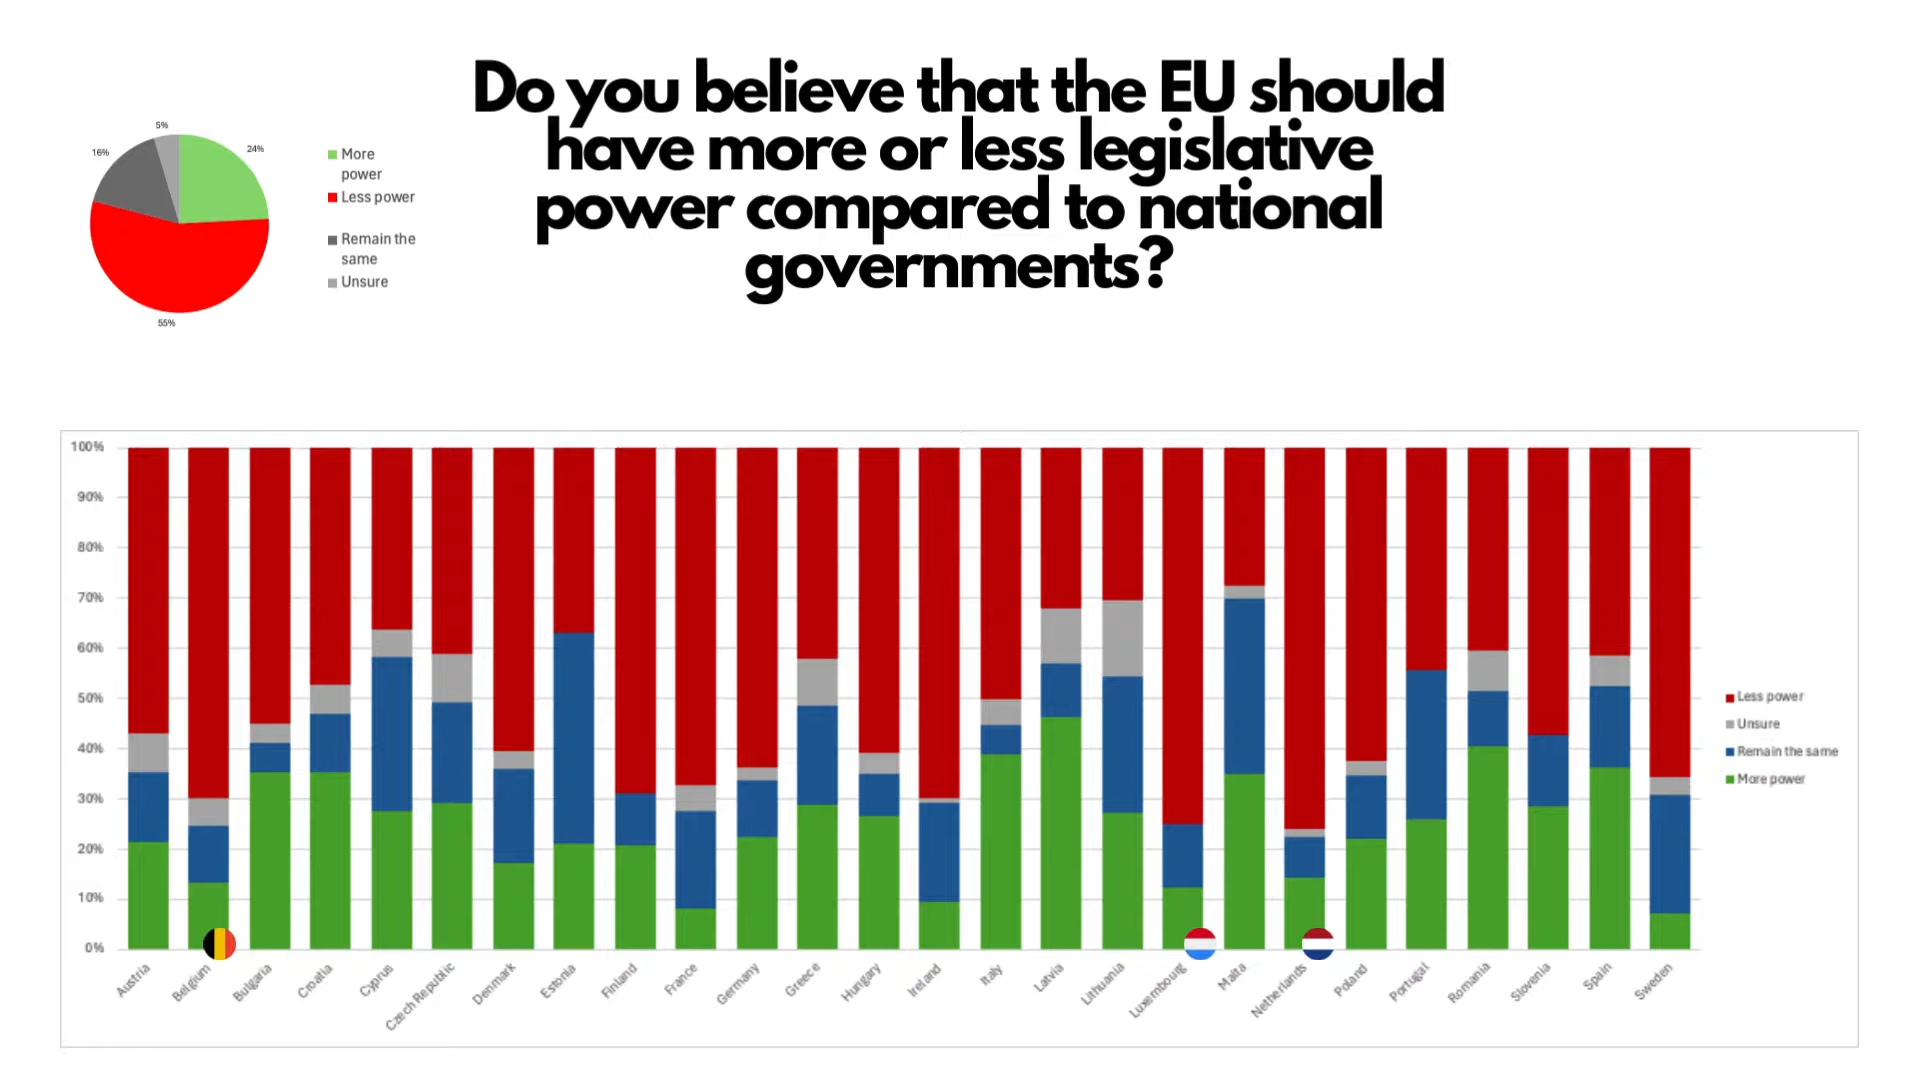 Do you believe that the EU should
have more or less legislative
power compared to national
governments?
5%
16%
24%
55%
More
power
Less power
Remain the
same
Unsure
100%
90%
80%
70%
60%
50%
40%
30%
20%
10%
0%
Austria
Belgium
Bulgaria
Croatia
Cyprus
Czech Republic
Denmark
Estonia
Finland
France
Germany
Greece
Hungary
Ireland
Italy
Latvia
Lithuania
Luxembourg
Malta
Netherlands
Poland
Portugal
Romania
Slovenia
Spain
Sweden
Less power
Unsure
Remain the same
More power